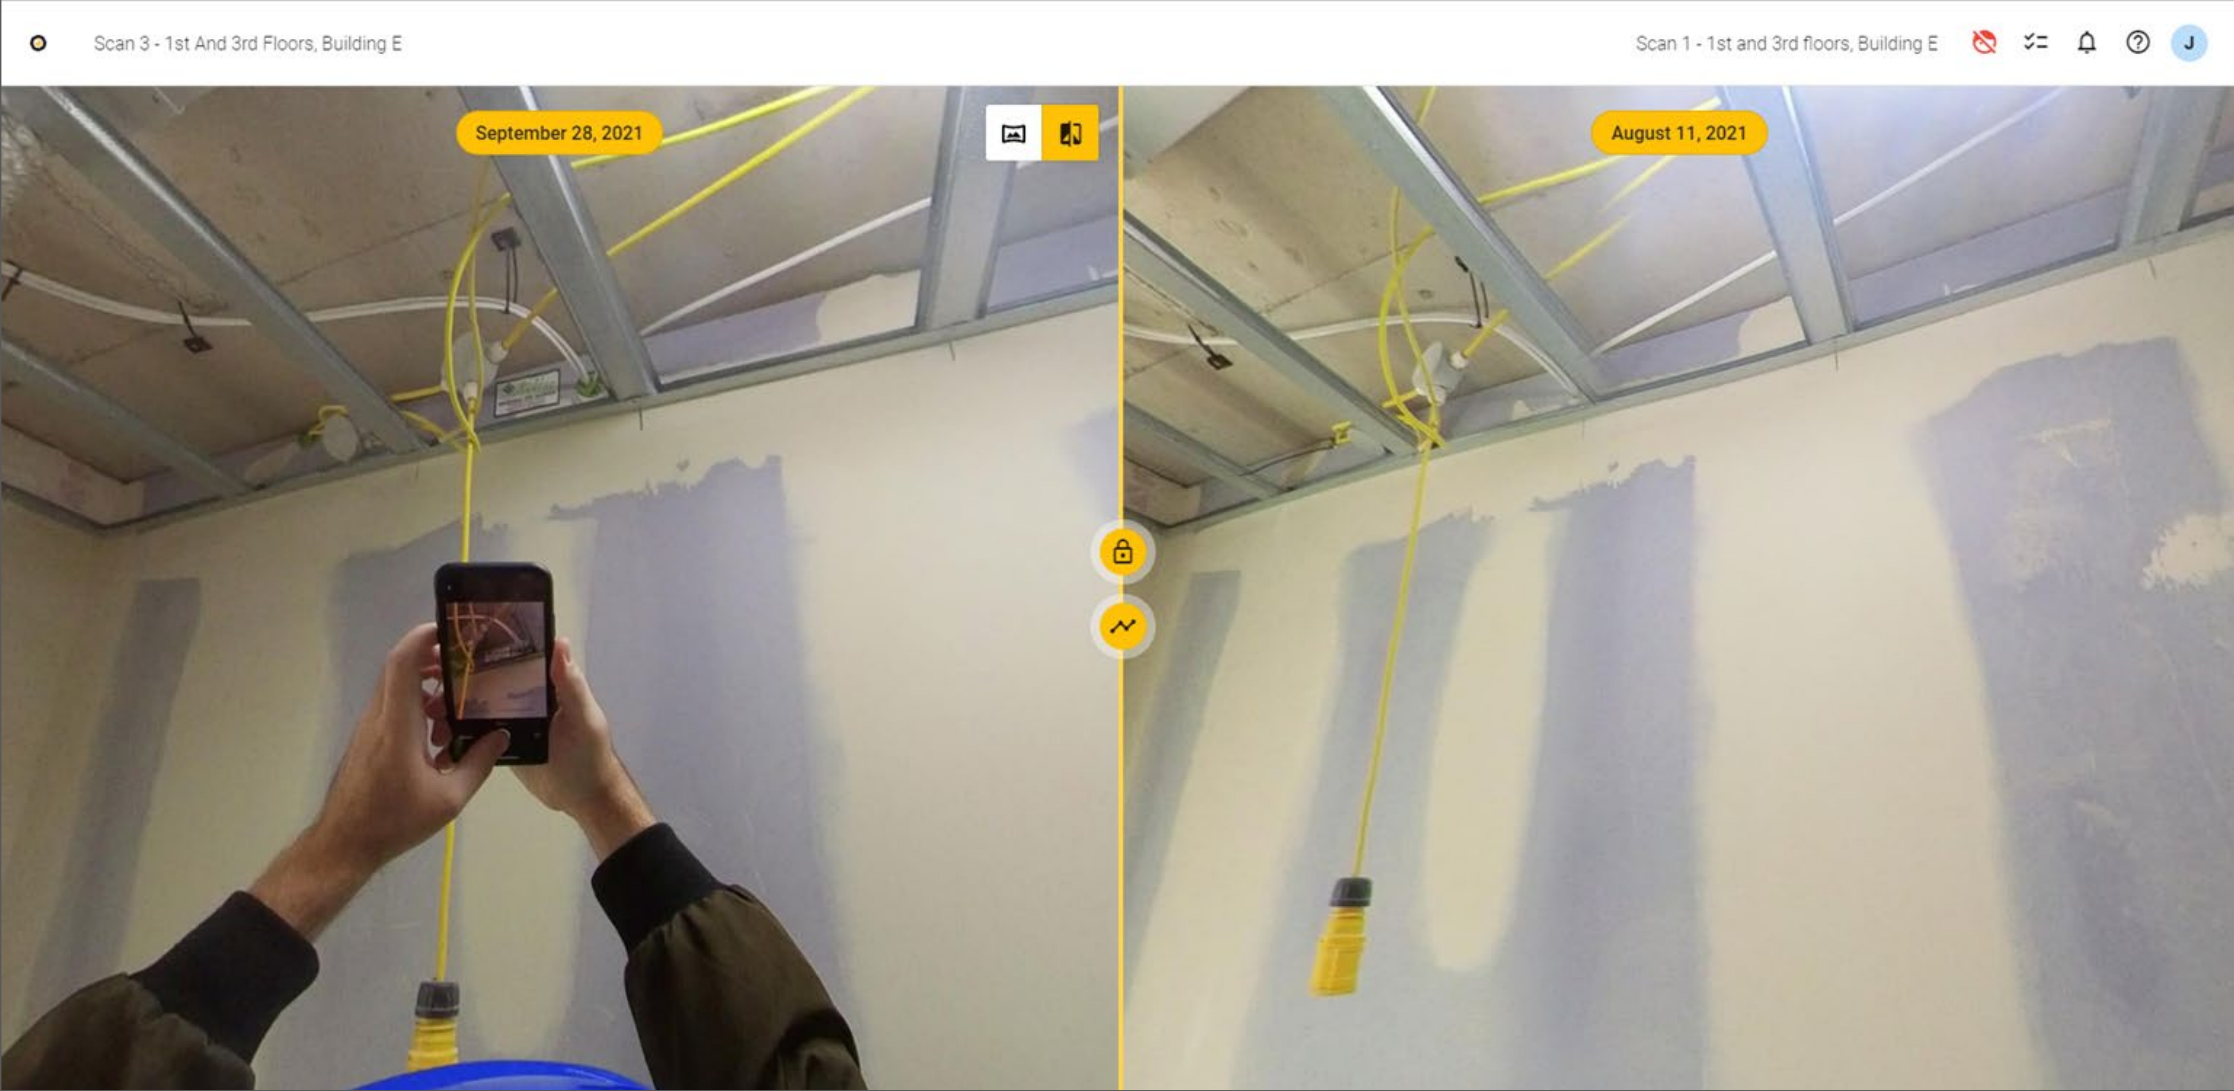 Scan 3 - 1st And 3rd Floors, Building E
Scan 1 - 1st and 3rd floors, Building E
J
September 28, 2021
August 11, 2021